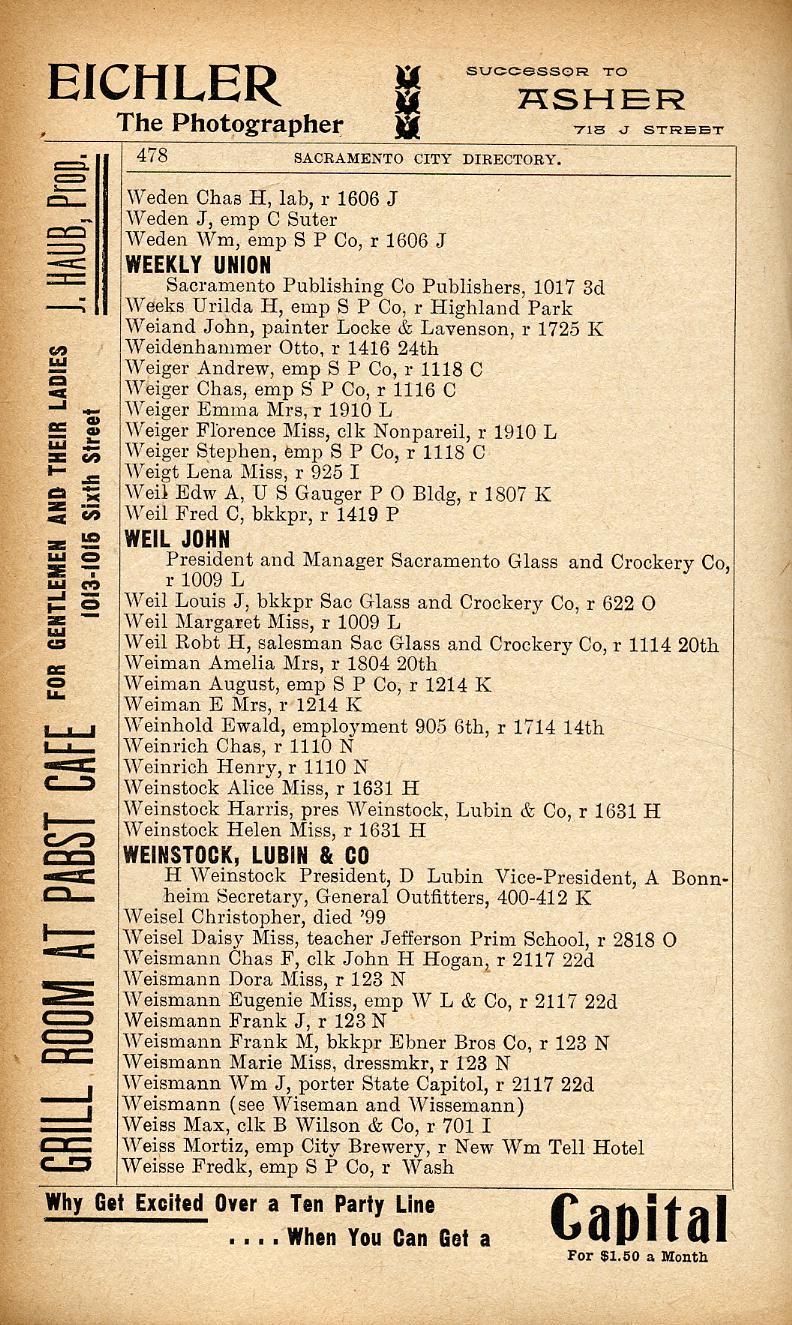 EICHLER
The Photographer
SUCCESSOR TO
ASHER
718 J STREET
GRILL ROOM AT PABST CAFE FOR GENTLEMEN AND THEIR LADIES J. HAUB, Prop.
1013-1015 Sixth Street
478 SACRAMENTO CITY DIRECTORY.
Weden Chas H, lab, r 1606 J
Weden J, emp C Suter
Weden Wm, emp S P Co, r 1606 J
WEEKLY UNION
Sacramento Publishing Co Publishers, 1017 3d
Weeks Urilda H, emp S P Co, r Highland Park
Weiand John, painter Locke & Lavenson, r 1725 K
Weidenhammer Otto, r 1416 24th
Weiger Andrew, emp S P Co, r 1118 C
Weiger Chas, emp S P Co, r 1116 C
Weiger Emma Mrs, r 1910 L
Weiger Florence Miss, clk Nonpareil, r 1910 L
Weiger Stephen, emp S P Co, r 1118 C
Weigt Lena Miss, r 925 I
Weil Edw A, U S Gauger P O Bldg, r 1807 K
Weil Fred C, bkkpr, r 1419 P
WEIL JOHN
President and Manager Sacramento Glass and Crockery Co,
r 1009 L
Weil Louis J, bkkpr Sac Glass and Crockery Co, r 622 O
Weil Margaret Miss, r 1009 L
Weil Robt H, salesman Sac Glass and Crockery Co, r 1114 20th
Weiman Amelia Mrs, r 1804 20th
Weiman August, emp S P Co, r 1214 K
Weiman E Mrs, r 1214 K
Weinhold Ewald, employment 905 6th, r 1714 14th
Weinrich Chas, r 1110 N
Weinrich Henry, r 1110 N
Weinstock Alice Miss, r 1631 H
Weinstock Harris, pres Weinstock, Lubin & Co, r 1631 H
Weinstock Helen Miss, r 1631 H
WEINSTOCK, LUBIN & CO
H Weinstock President, D Lubin Vice-President, A Bonn-
heim Secretary, General Outfitters, 400-412 K
Weisel Christopher, died '99
Weisel Daisy Miss, teacher Jefferson Prim School, r 2818 O
Weismann Chas F, clk John H Hogan, r 2117 22d
Weismann Dora Miss, r 123 N
Weismann Eugenie Miss, emp W L & Co, r 2117 22d
Weismann Frank J, r 123 N
Weismann Frank M, bkkpr Ebner Bros Co, r 123 N
Weismann Marie Miss, dressmkr, r 123 N
Weismann Wm J, porter State Capitol, r 2117 22d
Weismann (see Wiseman and Wissemann)
Weiss Max, clk B Wilson & Co, r 701 I
Weiss Mortiz, emp City Brewery, r New Wm Tell Hotel
Weisse Fredk, emp S P Co, r Wash
Why Get Excited Over a Ten Party Line
....When You Can Get a
Capital
For $1.50 a Month